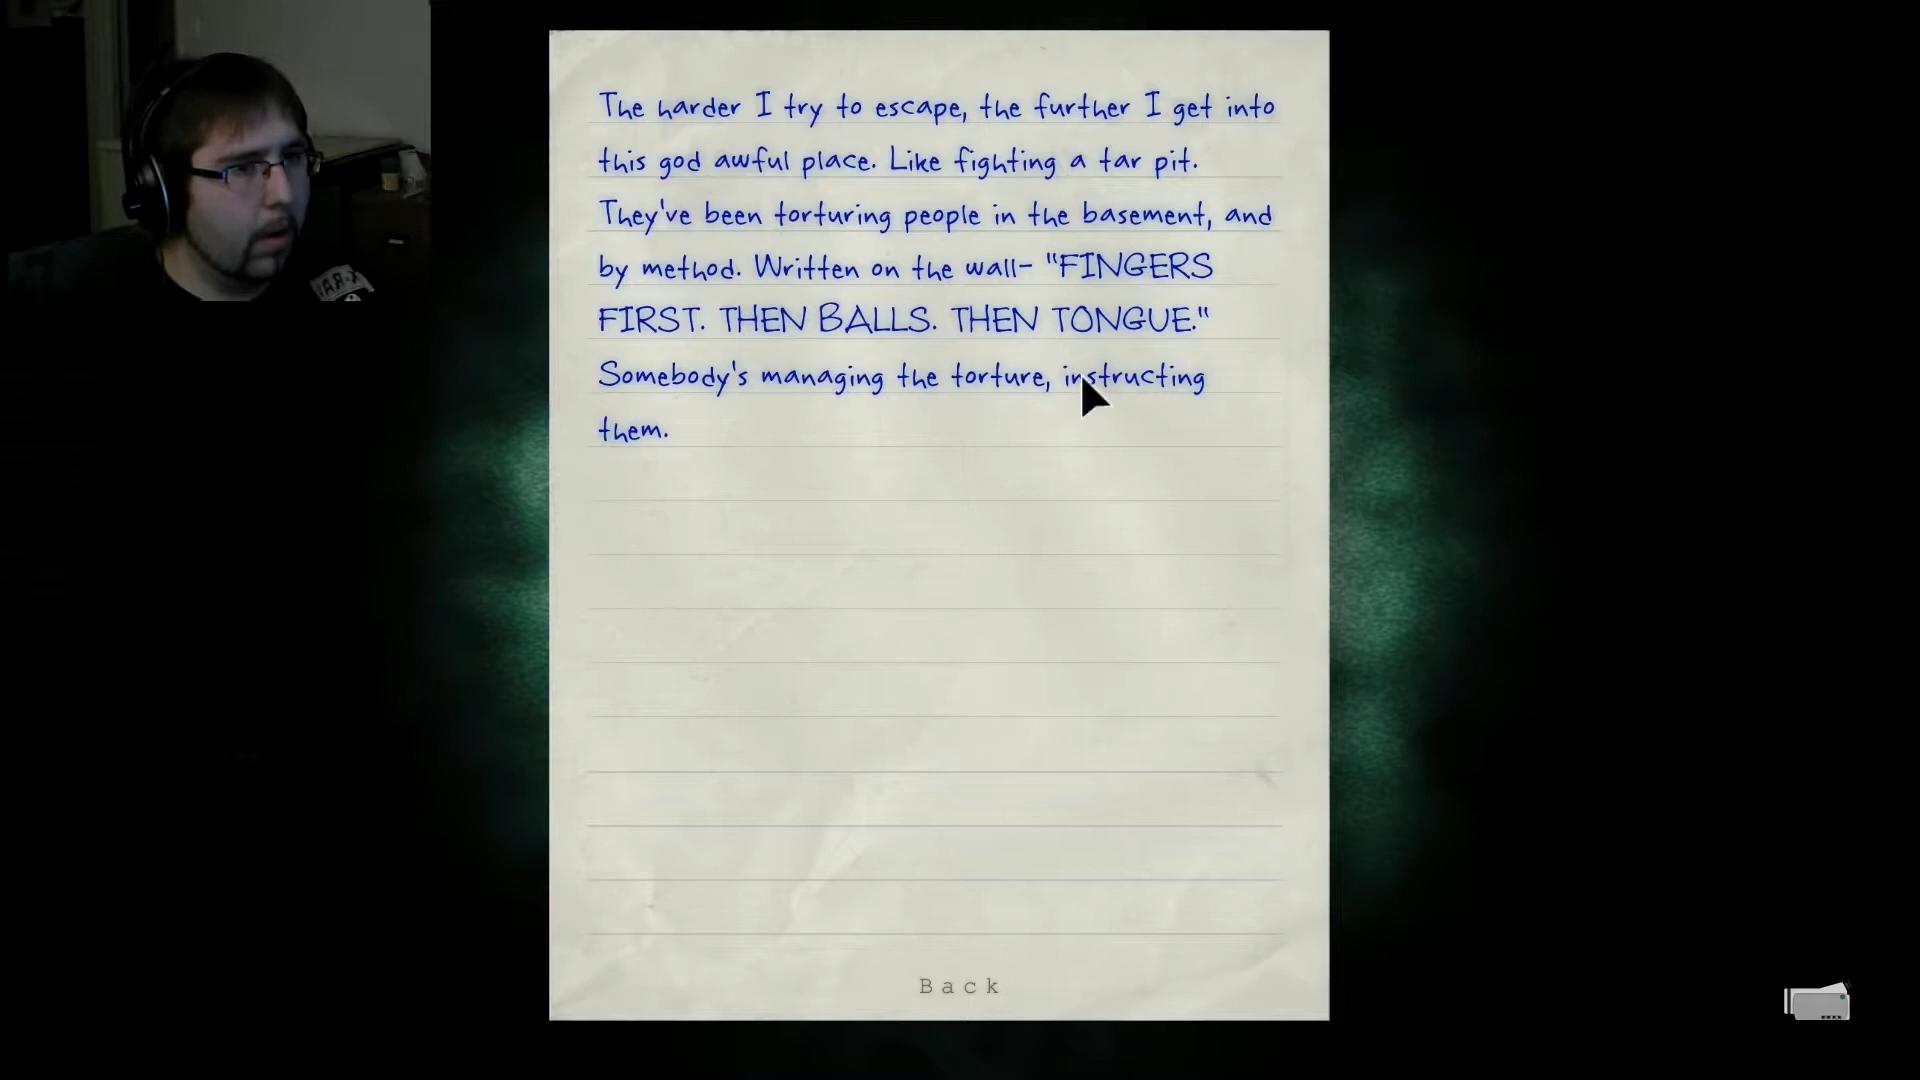 The harder I try to escape, the further I get into
this god awful place. Like fighting a tar pit.
They've been torturing people in the basement, and
by method. Written on the wall- "FINGERS
FIRST. THEN BALLS. THEN TONGUE."
Somebody's managing the torture, instructing
them.
Back